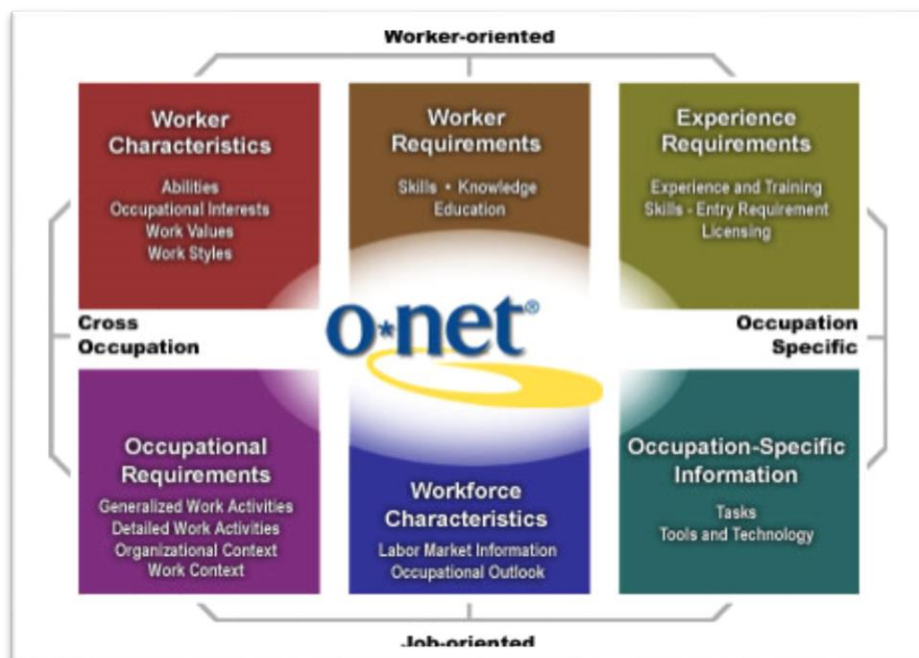 Worker-oriented
Worker
Characteristics
Abilities
Occupational Interests
Work Values
Work Styles
Worker
Requirements
Skills • Knowledge
Education
Experience
Requirements
Experience and Training
Skills - Entry Requirement
Licensing
Cross
Occupation
o*net®
Occupation
Specific
Occupational
Requirements
Generalized Work Activities
Detailed Work Activities
Organizational Context
Work Context
Workforce
Characteristics
Labor Market Information
Occupational Outlook
Occupation-Specific
Information
Tasks
Tools and Technology
Job-oriented